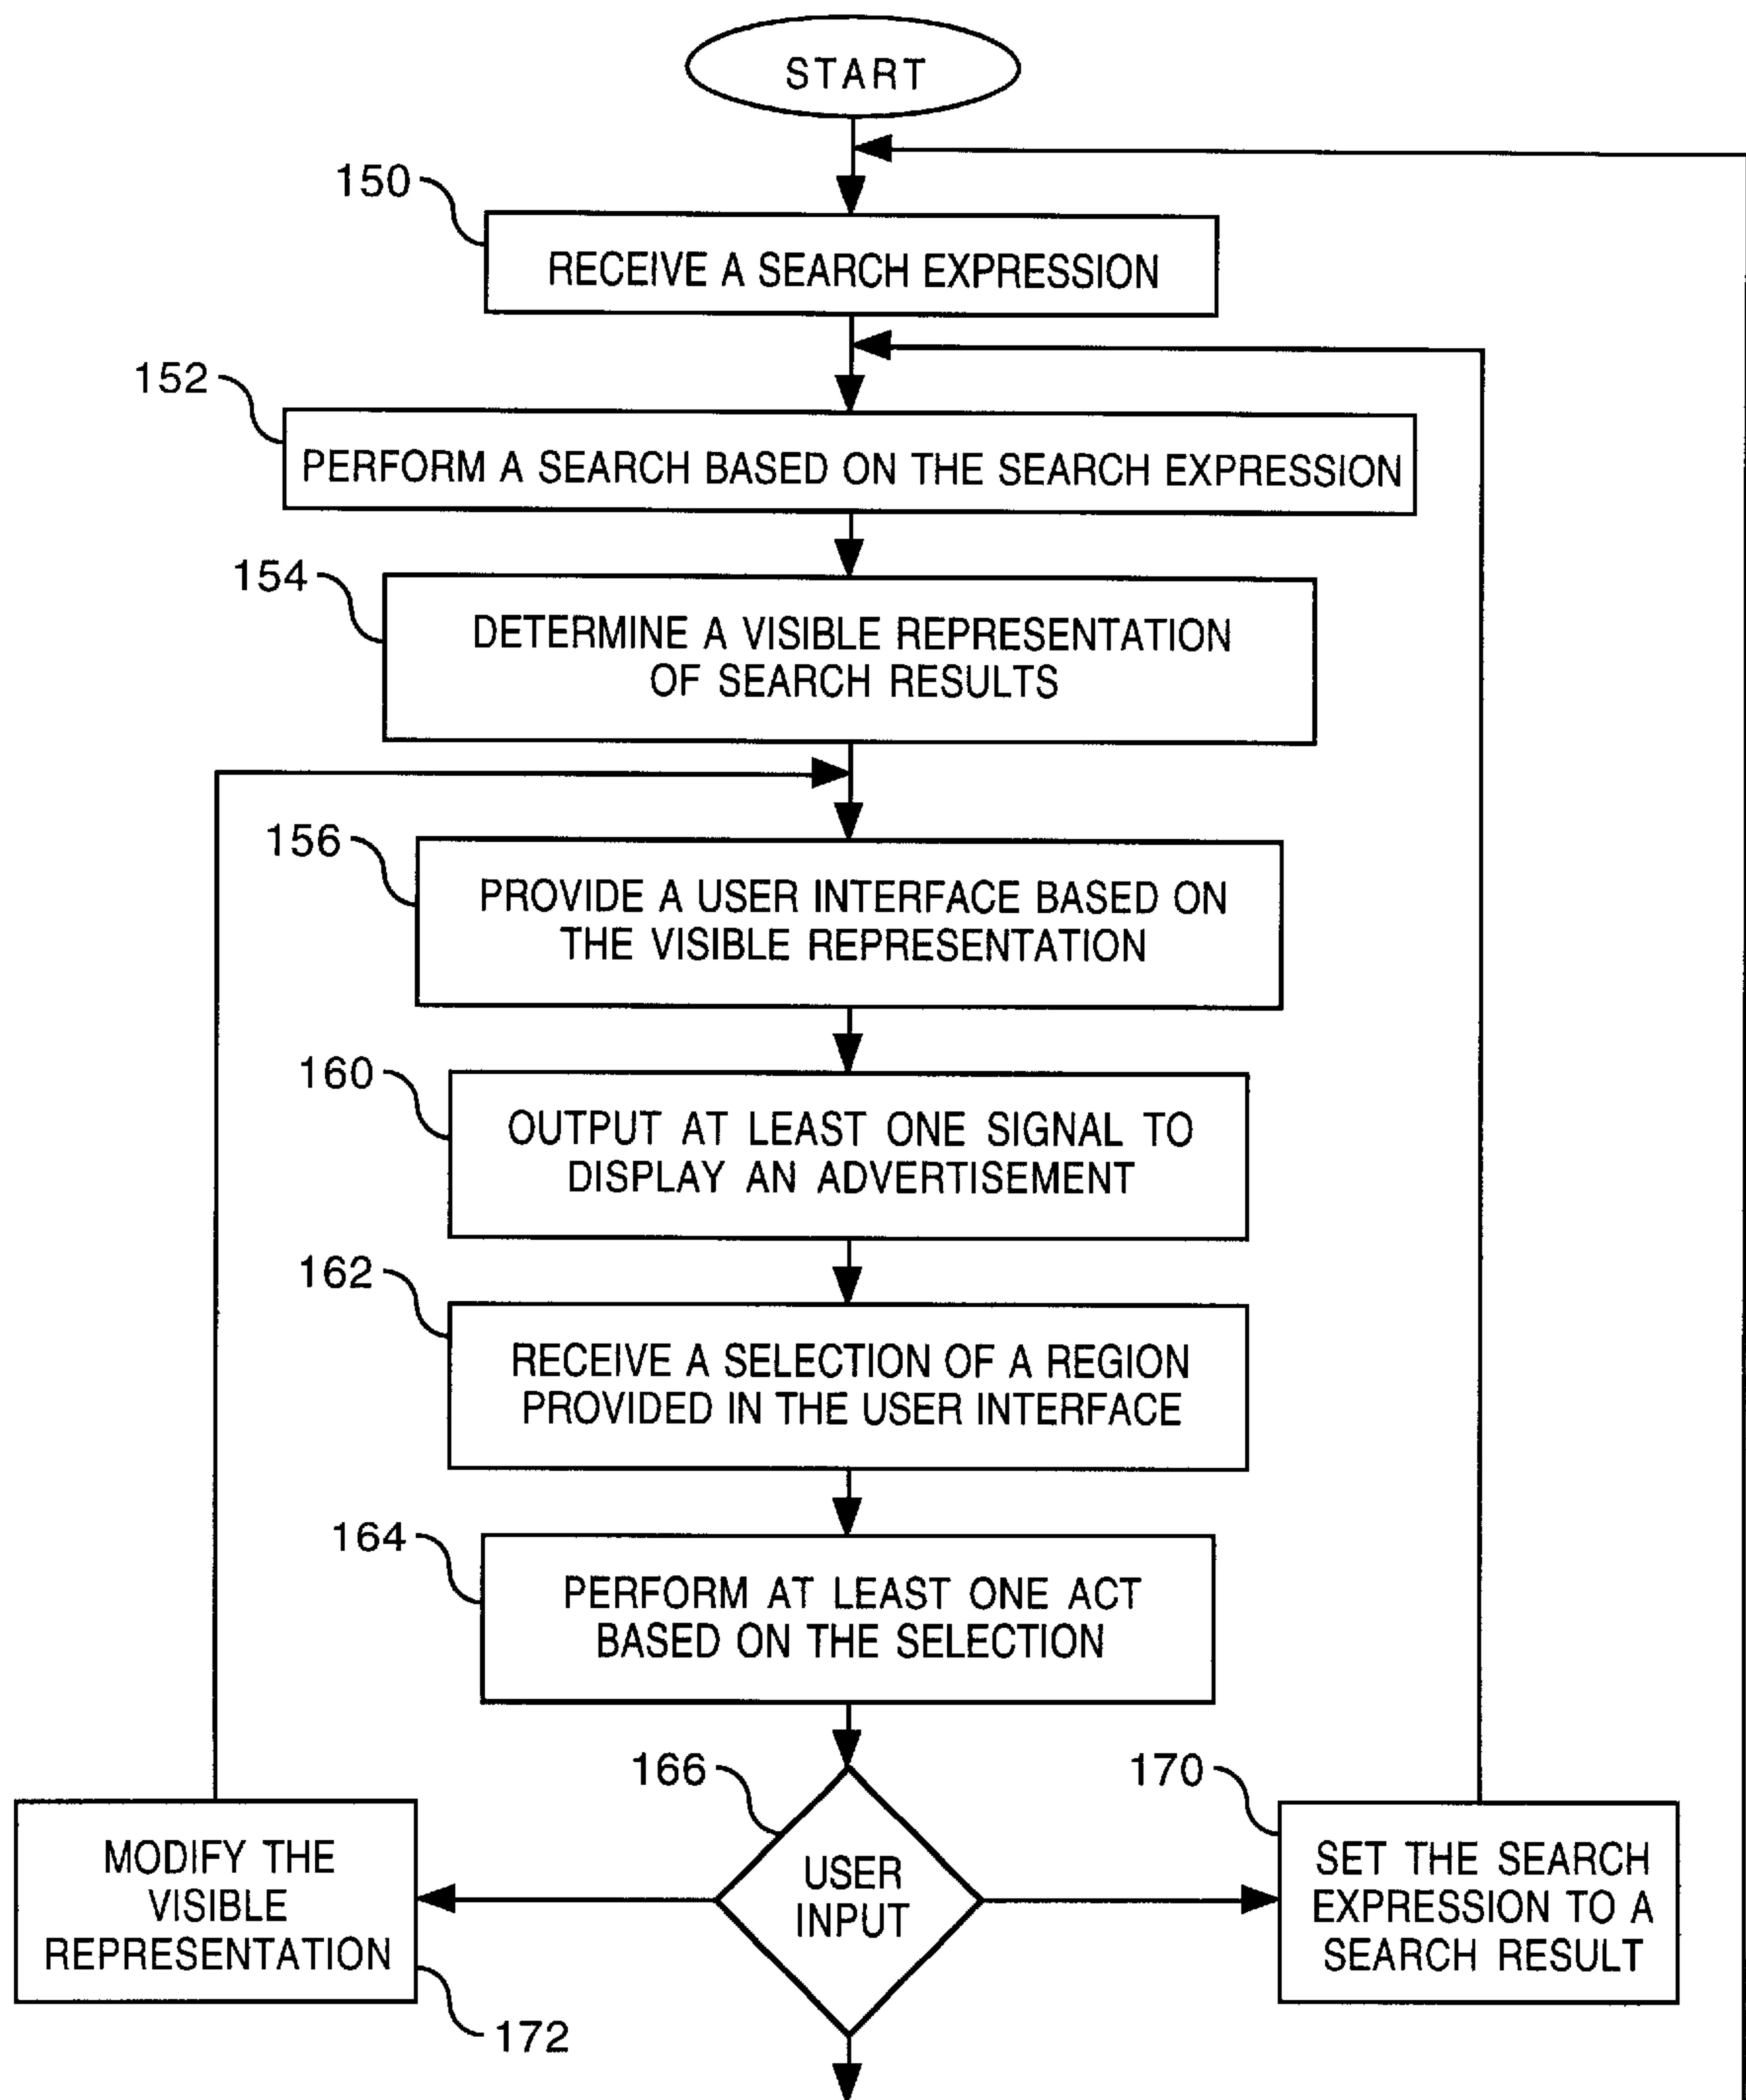 START
150
RECEIVE A SEARCH EXPRESSION
152
PERFORM A SEARCH BASED ON THE SEARCH EXPRESSION
154
DETERMINE A VISIBLE REPRESENTATION
OF SEARCH RESULTS
156
PROVIDE A USER INTERFACE BASED ON
THE VISIBLE REPRESENTATION
160
OUTPUT AT LEAST ONE SIGNAL TO
DISPLAY AN ADVERTISEMENT
162
RECEIVE A SELECTION OF A REGION
PROVIDED IN THE USER INTERFACE
164
PERFORM AT LEAST ONE ACT
BASED ON THE SELECTION
166
USER
INPUT
170
SET THE SEARCH
EXPRESSION TO A
SEARCH RESULT
MODIFY THE
VISIBLE
REPRESENTATION
172